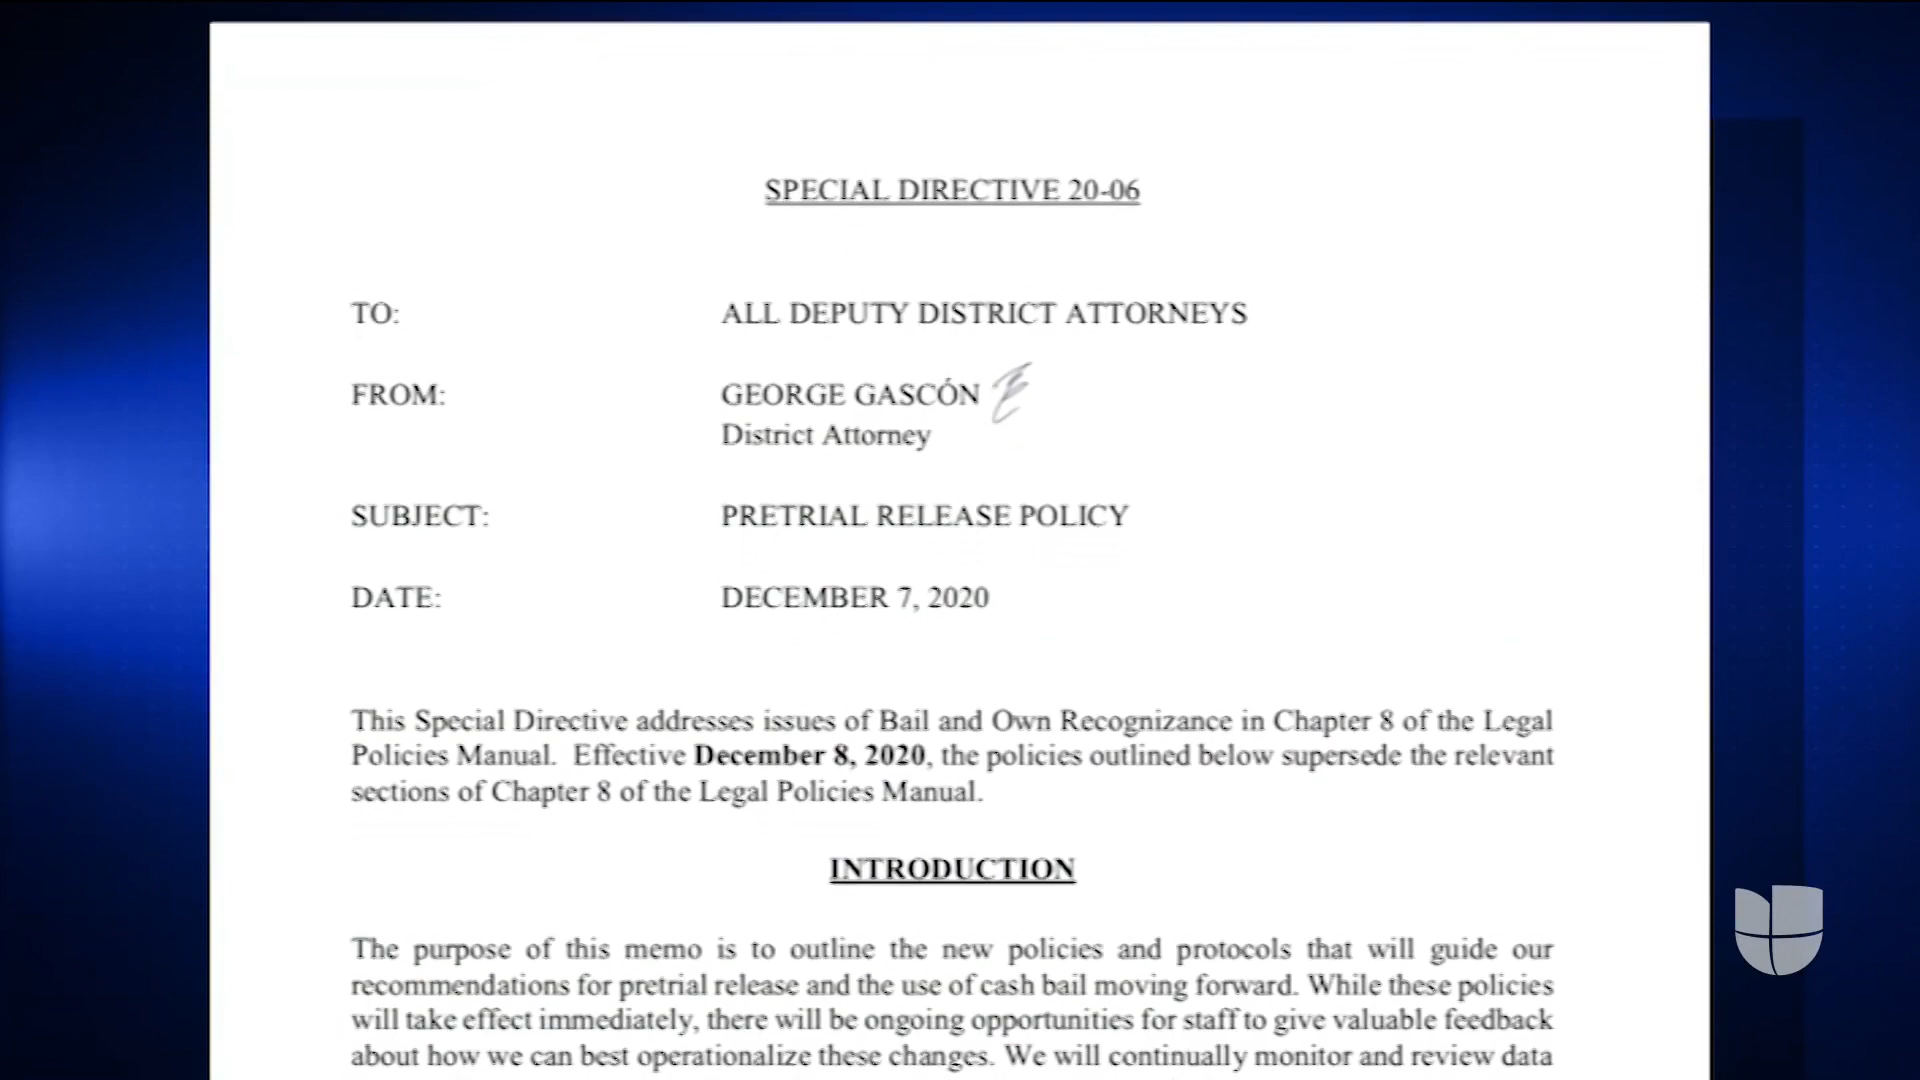 SPECIAL DIRECTIVE 20-06
TO: ALL DEPUTY DISTRICT ATTORNEYS
FROM: GEORGE GASCÓN
District Attorney
SUBJECT: PRETRIAL RELEASE POLICY
DATE: DECEMBER 7, 2020
This Special Directive addresses issues of Bail and Own Recognizance in Chapter 8 of the Legal
Policies Manual. Effective December 8, 2020, the policies outlined below supersede the relevant
sections of Chapter 8 of the Legal Policies Manual.
INTRODUCTION
The purpose of this memo is to outline the new policies and protocols that will guide our
recommendations for pretrial release and the use of cash bail moving forward. While these policies
will take effect immediately, there will be ongoing opportunities for staff to give valuable feedback
about how we can best operationalize these changes. We will continually monitor and review data